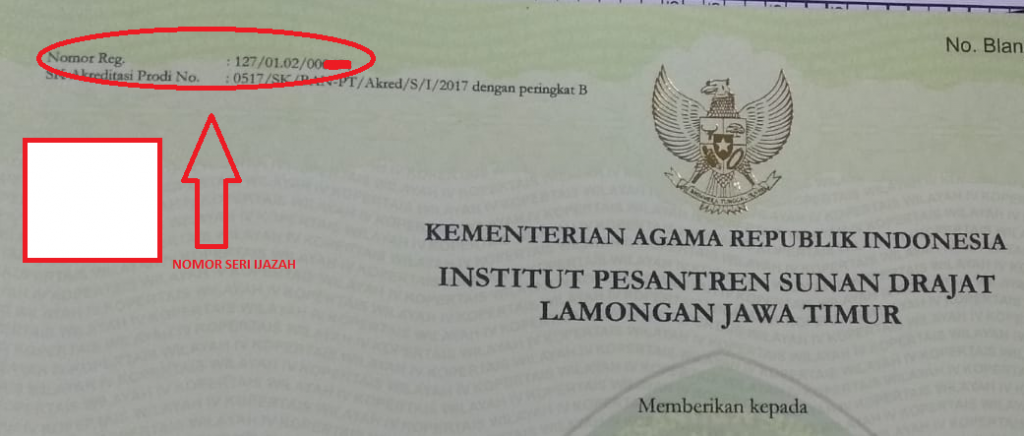 Nomor Reg. : 127/01.02/00
No. Blan
SK Akreditasi Prodi No. : 0517/SK/BAN-PT/Akred/S/I/2017 dengan peringkat B
NOMOR SERI IJAZAH
KEMENTERIAN AGAMA REPUBLIK INDONESIA
INSTITUT PESANTREN SUNAN DRAJAT
LAMONGAN JAWA TIMUR
Memberikan kepada